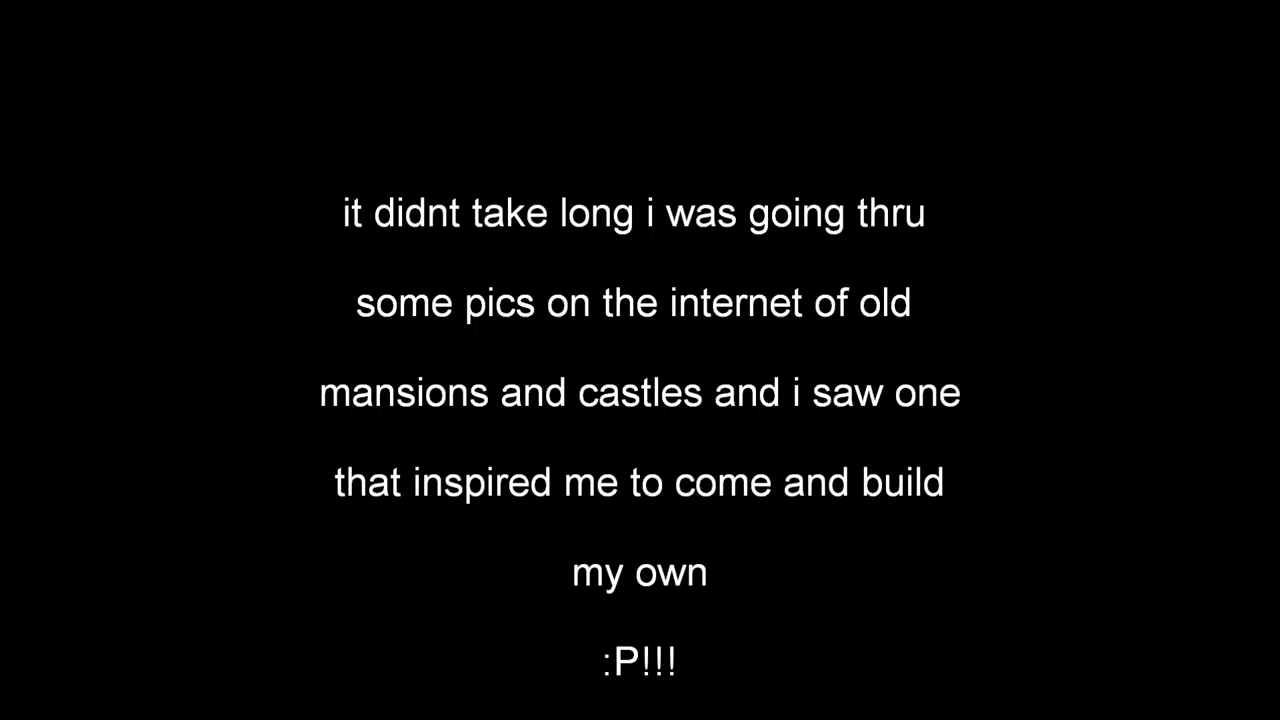 it didnt take long i was going thru
some pics on the internet of old
mansions and castles and i saw one
that inspired me to come and build
my own
:P!!!